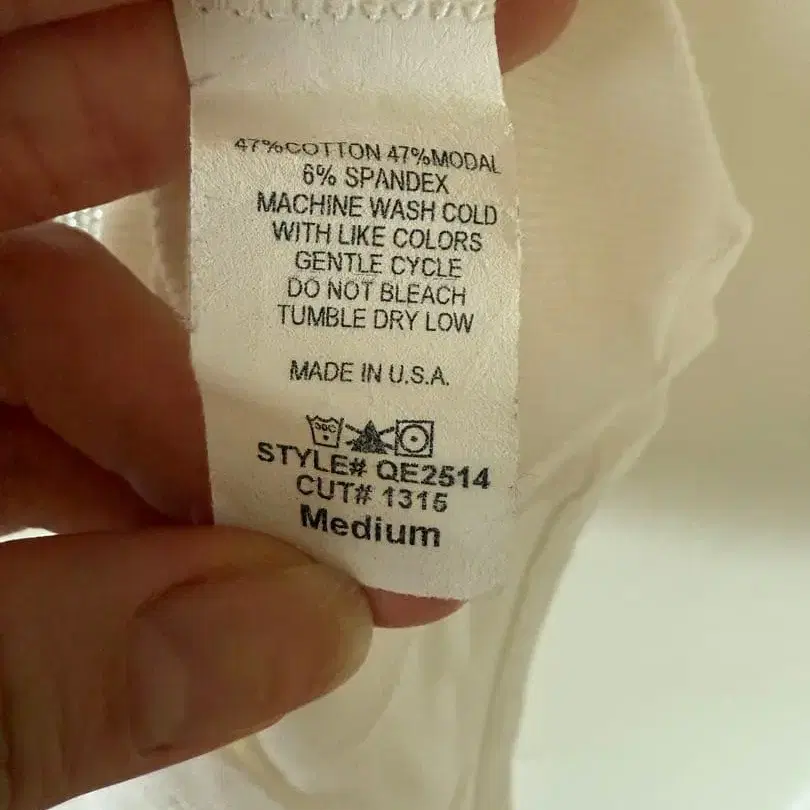 47%COTTON 47%MODAL
6% SPANDEX
MACHINE WASH COLD
WITH LIKE COLORS
GENTLE CYCLE
DO NOT BLEACH
TUMBLE DRY LOW
MADE IN U.S.A.
30C
STYLE# QE2514
CUT# 1315
Medium